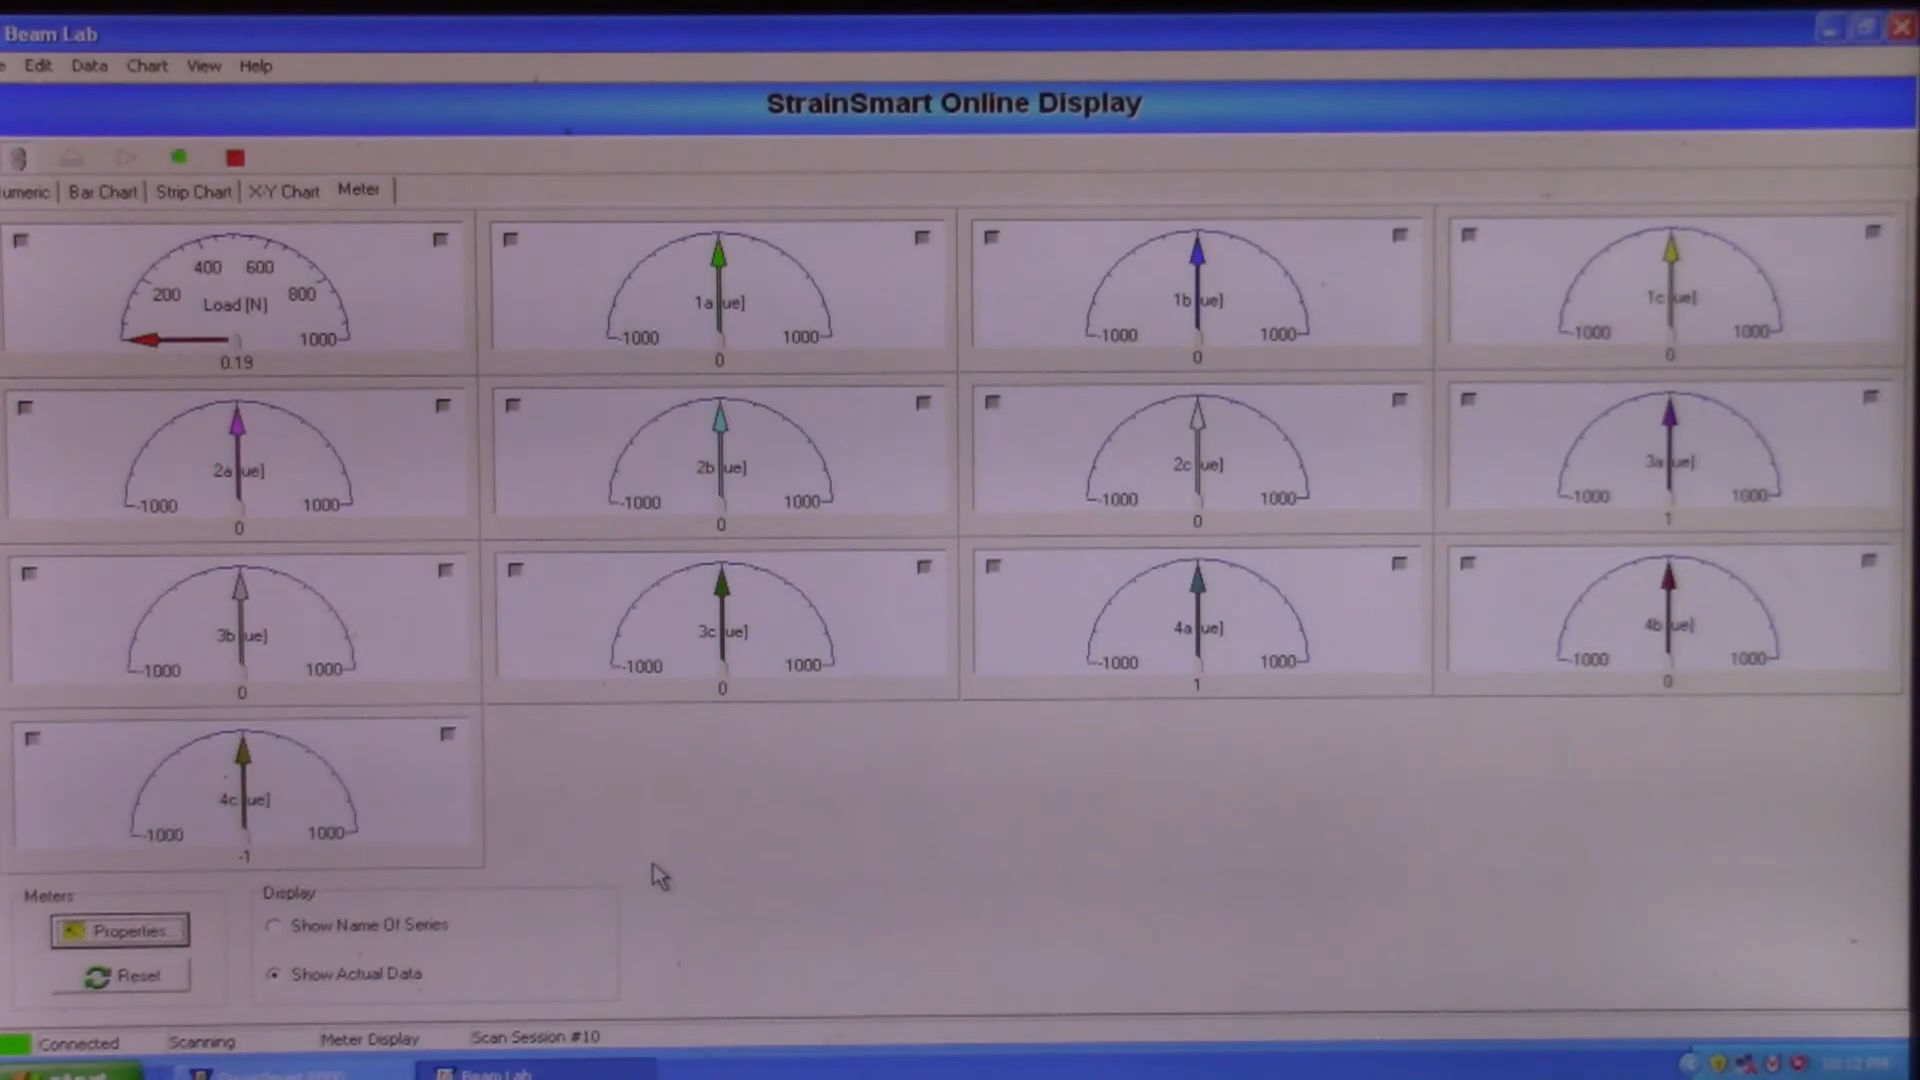 Beam Lab
Edit Data Chart View Help
StrainSmart Online Display
Bar Chart Strip Chart X-Y Chart Meter
400 600
200 800
Load [N]
1000
0.19
1a [ue]
-1000 1000
0
1b [ue]
-1000 1000
0
1c [ue]
-1000 1000
0
2a [ue]
-1000 1000
0
2b [ue]
-1000 1000
0
2c [ue]
-1000 1000
0
3a [ue]
-1000 1000
1
3b [ue]
-1000 1000
0
3c [ue]
-1000 1000
0
4a [ue]
-1000 1000
1
4b [ue]
-1000 1000
0
4c [ue]
-1000 1000
-1
Meters
Properties...
Reset
Display
Show Name Of Series
Show Actual Data
Connected Scanning Meter Display Scan Session #10
Beam Lab
10:12 PM